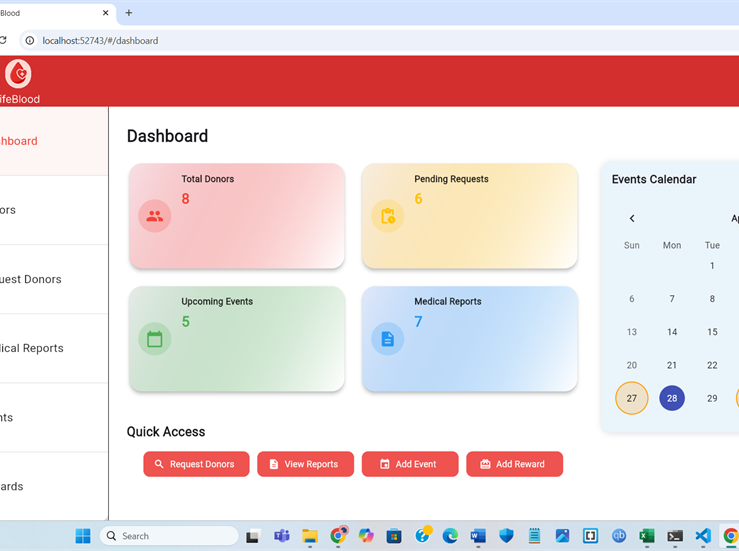 Blood
localhost:52743/#/dashboard
ifeBlood
hboard
ors
uest Donors
lical Reports
nts
ards
Dashboard
Total Donors
8
Pending Requests
6
Upcoming Events
5
Medical Reports
7
Quick Access
Request Donors
View Reports
Add Event
Add Reward
Events Calendar
Ap
Sun Mon Tue
1
6 7 8
13 14 15
20 21 22
27 28 29
Search